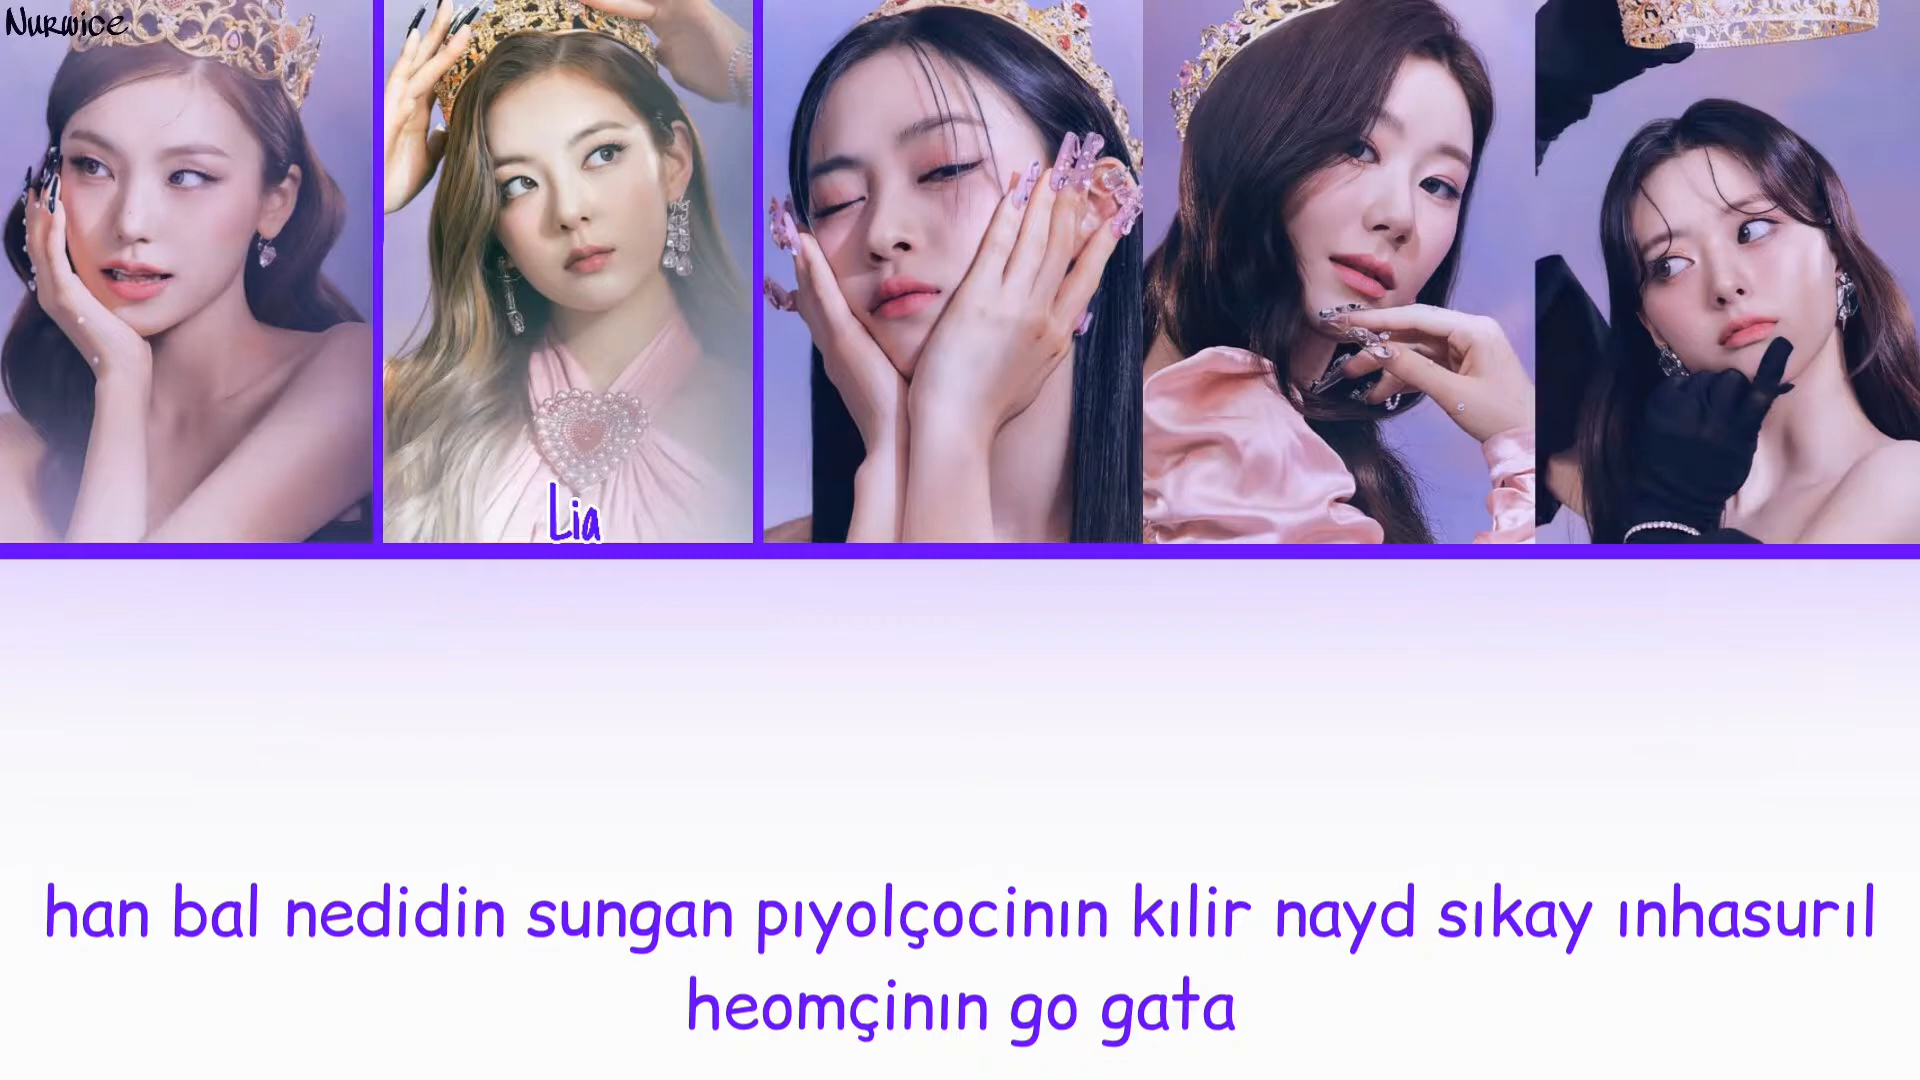 Nurwice
Lia
han bal nedidin sungan pıyolçocinın kılir nayd sıkay ınhasurıl
heomçinın go gata